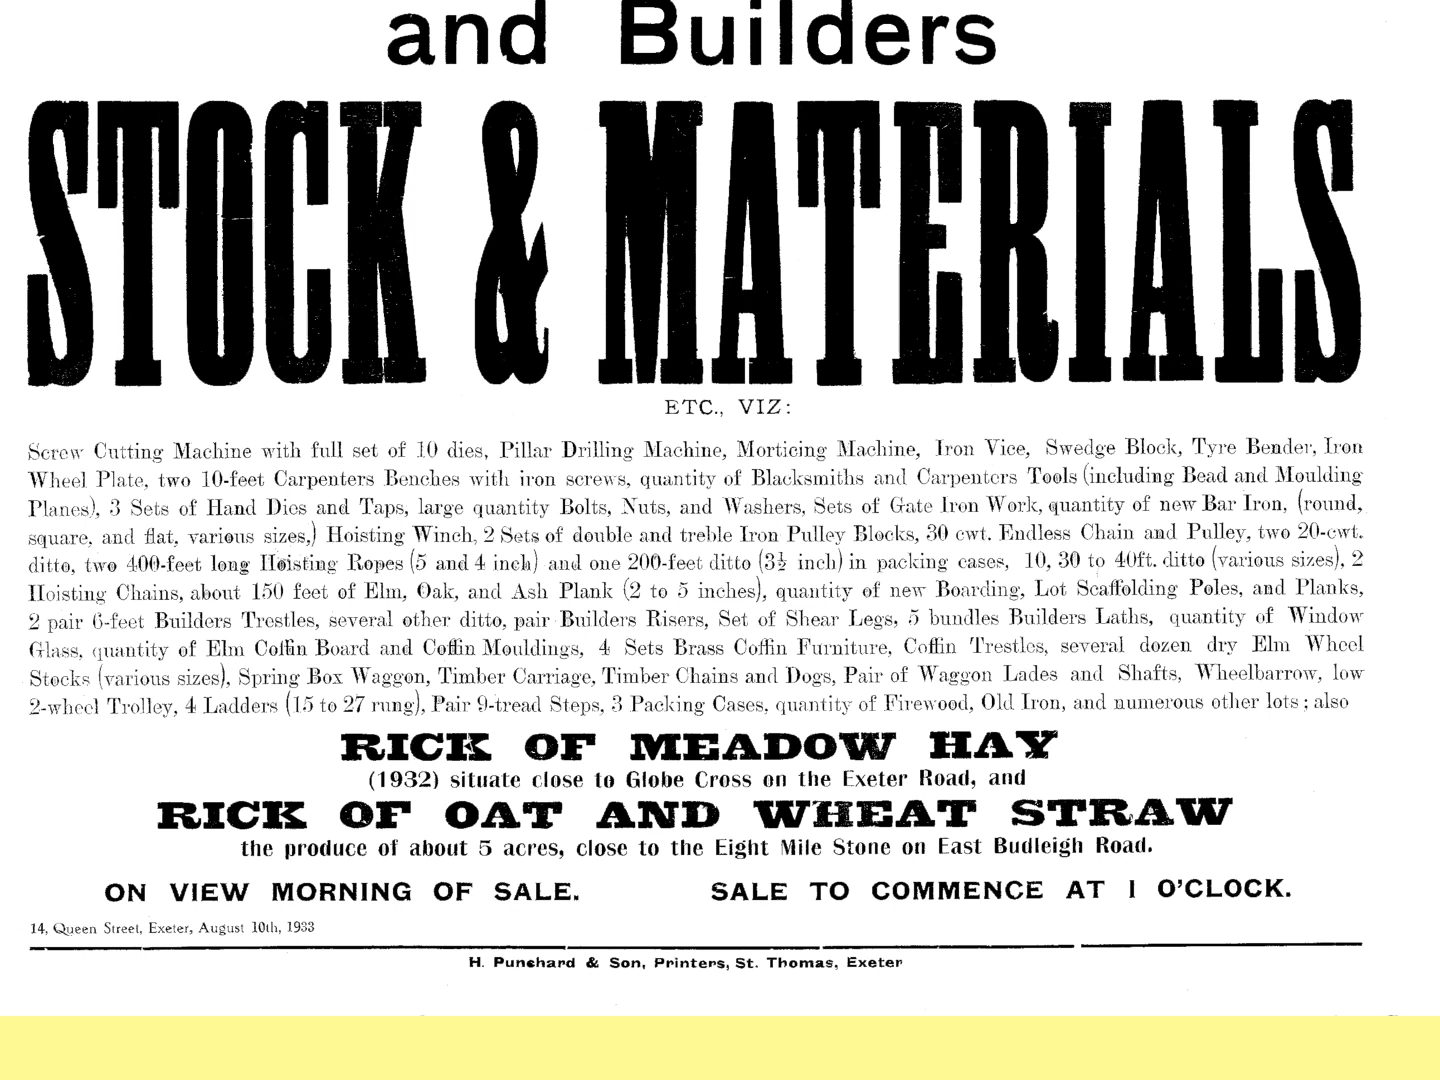 and Builders
STOCK & MATERIALS
ETC., VIZ:
Screw Cutting Machine with full set of 10 dies, Pillar Drilling Machine, Morticing Machine, Iron Vice, Swedge Block, Tyre Bender, Iron
Wheel Plate, two 10-feet Carpenters Benches with iron screws, quantity of Blacksmiths and Carpenters Tools (including Bead and Moulding
Planes), 3 Sets of Hand Dies and Taps, large quantity Bolts, Nuts, and Washers, Sets of Gate Iron Work, quantity of new Bar Iron, (round,
square, and flat, various sizes,) Hoisting Winch, 2 Sets of double and treble Iron Pulley Blocks, 30 cwt. Endless Chain and Pulley, two 20-cwt.
ditto, two 400-feet long Hoisting Ropes (5 and 4 inch) and one 200-feet ditto (3½ inch) in packing cases, 10, 30 to 40ft. ditto (various sizes), 2
Hoisting Chains, about 150 feet of Elm, Oak, and Ash Plank (2 to 5 inches), quantity of new Boarding, Lot Scaffolding Poles, and Planks,
2 pair 6-feet Builders Trestles, several other ditto, pair Builders Risers, Set of Shear Legs, 5 bundles Builders Laths, quantity of Window
Glass, quantity of Elm Coffin Board and Coffin Mouldings, 4 Sets Brass Coffin Furniture, Coffin Trestles, several dozen dry Elm Wheel
Stocks (various sizes), Spring Box Waggon, Timber Carriage, Timber Chains and Dogs, Pair of Waggon Lades and Shafts, Wheelbarrow, low
2-wheel Trolley, 4 Ladders (15 to 27 rung), Pair 9-tread Steps, 3 Packing Cases, quantity of Firewood, Old Iron, and numerous other lots; also
RICK OF MEADOW HAY
(1932) situate close to Globe Cross on the Exeter Road, and
RICK OF OAT AND WHEAT STRAW
the produce of about 5 acres, close to the Eight Mile Stone on East Budleigh Road.
ON VIEW MORNING OF SALE. SALE TO COMMENCE AT 1 O'CLOCK.
14, Queen Street, Exeter, August 10th, 1933
H. Punchard & Son, Printers, St. Thomas, Exeter